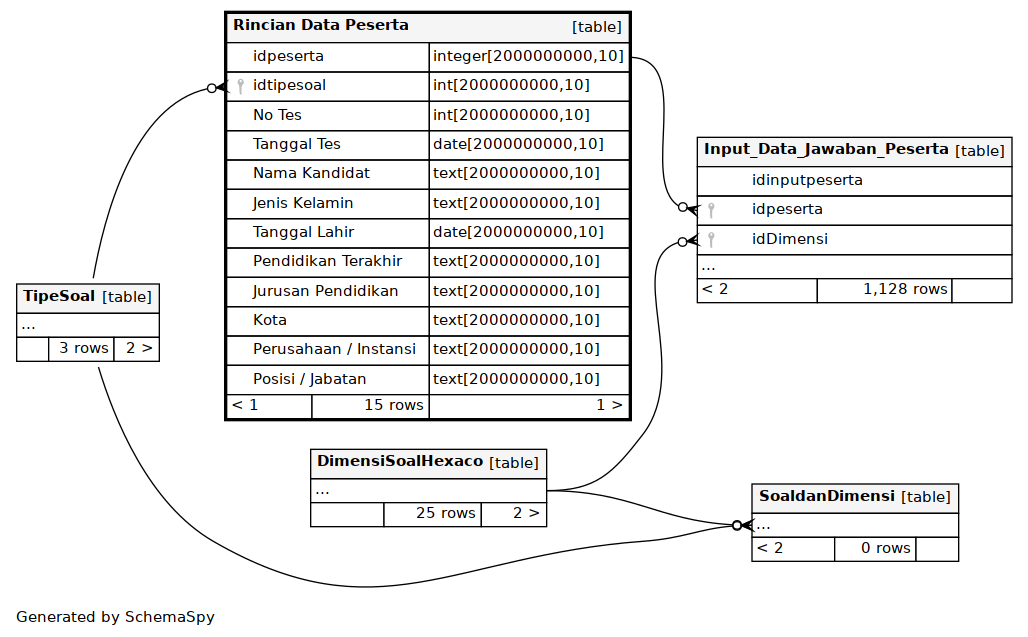 Rincian Data Peserta [table]
idpeserta integer[2000000000,10]
idtipesoal int[2000000000,10]
No Tes int[2000000000,10]
Tanggal Tes date[2000000000,10]
Nama Kandidat text[2000000000,10]
Jenis Kelamin text[2000000000,10]
Tanggal Lahir date[2000000000,10]
Pendidikan Terakhir text[2000000000,10]
Jurusan Pendidikan text[2000000000,10]
Kota text[2000000000,10]
Perusahaan / Instansi text[2000000000,10]
Posisi / Jabatan text[2000000000,10]
< 1 15 rows 1 >
Input_Data_Jawaban_Peserta [table]
idinputpeserta
idpeserta
idDimensi
...
< 2 1,128 rows
TipeSoal [table]
...
3 rows 2 >
DimensiSoalHexaco [table]
...
25 rows 2 >
SoaldanDimensi [table]
...
< 2 0 rows
Generated by SchemaSpy